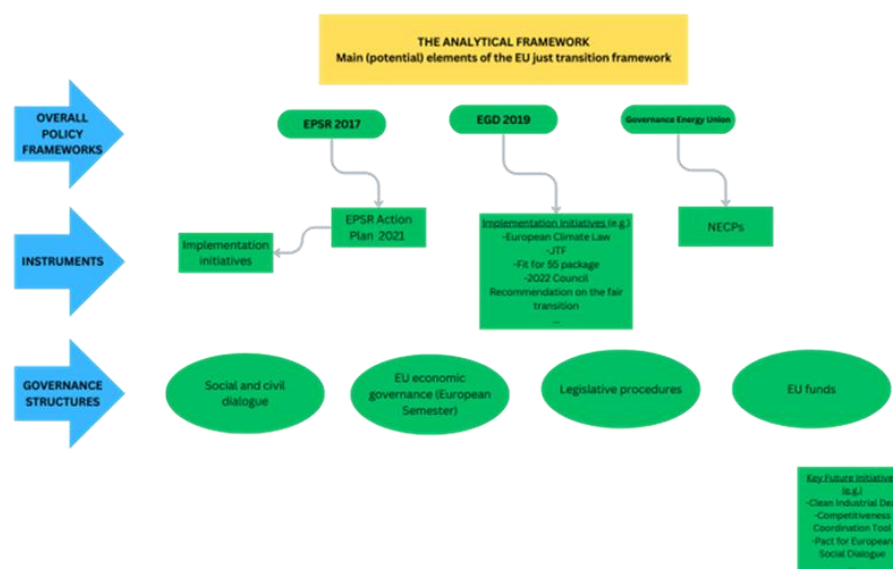 THE ANALYTICAL FRAMEWORK
Main (potential) elements of the EU just transition framework
OVERALL
POLICY
FRAMEWORKS
EPSR 2017
EGD 2019
Governance Energy Union
INSTRUMENTS
Implementation
initiatives
EPSR Action
Plan 2021
Implementation Initiatives (e.g.)
-European Climate Law
-JTF
-Fit for 55 package
-2022 Council
Recommendation on the fair
transition
...
NECPs
GOVERNANCE
STRUCTURES
Social and civil
dialogue
EU economic
governance (European
Semester)
Legislative procedures
EU funds
Key Future Initiative
(e.g.)
-Clean Industrial De
-Competitiveness
Coordination Tool
-Pact for European
Social Dialogue